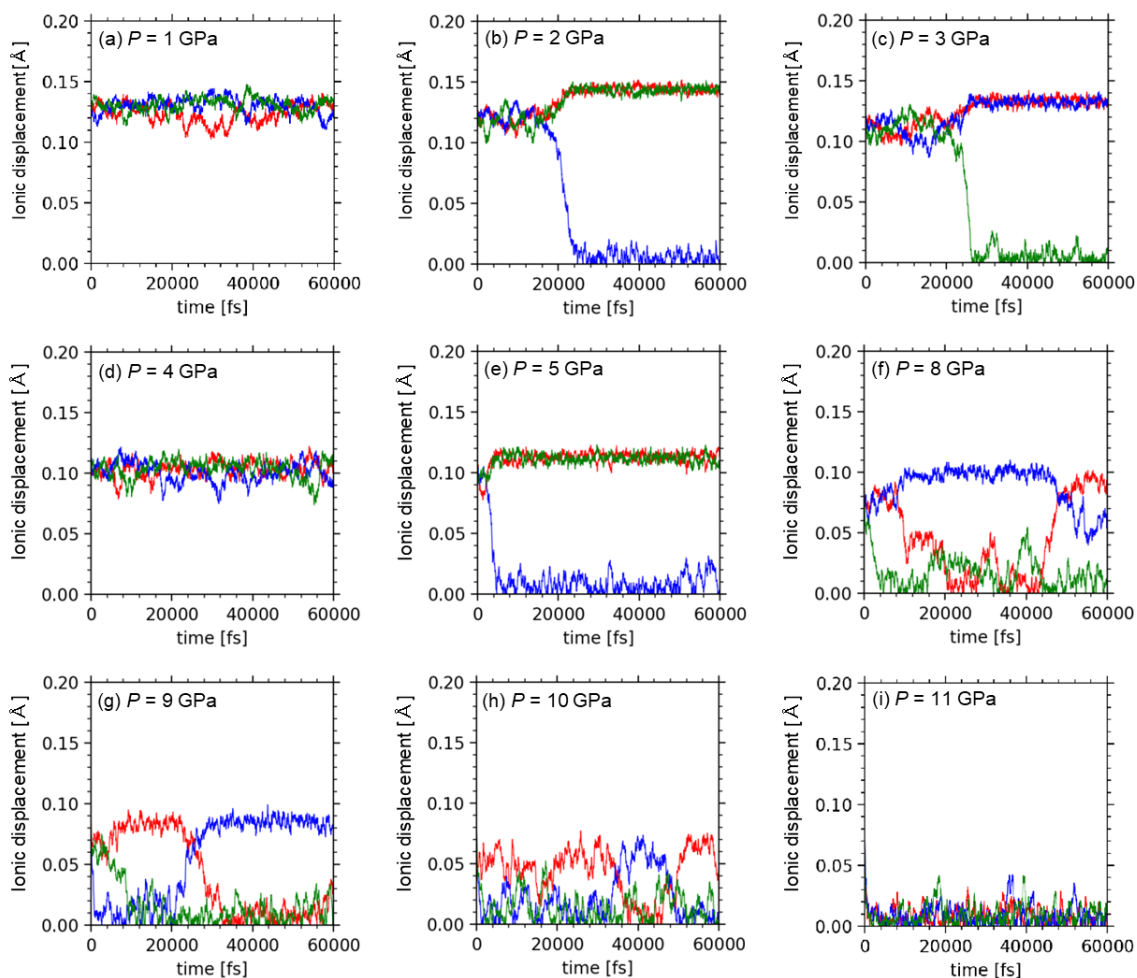 (a) P = 1 GPa
Ionic displacement [Å]
0.20
0.15
0.10
0.05
0.00
0 20000 40000 60000
time [fs]
(b) P = 2 GPa
Ionic displacement [Å]
0.20
0.15
0.10
0.05
0.00
0 20000 40000 60000
time [fs]
(c) P = 3 GPa
Ionic displacement [Å]
0.20
0.15
0.10
0.05
0.00
0 20000 40000 60000
time [fs]
(d) P = 4 GPa
Ionic displacement [Å]
0.20
0.15
0.10
0.05
0.00
0 20000 40000 60000
time [fs]
(e) P = 5 GPa
Ionic displacement [Å]
0.20
0.15
0.10
0.05
0.00
0 20000 40000 60000
time [fs]
(f) P = 8 GPa
Ionic displacement [Å]
0.20
0.15
0.10
0.05
0.00
0 20000 40000 60000
time [fs]
(g) P = 9 GPa
Ionic displacement [Å]
0.20
0.15
0.10
0.05
0.00
0 20000 40000 60000
time [fs]
(h) P = 10 GPa
Ionic displacement [Å]
0.20
0.15
0.10
0.05
0.00
0 20000 40000 60000
time [fs]
(i) P = 11 GPa
Ionic displacement [Å]
0.20
0.15
0.10
0.05
0.00
0 20000 40000 60000
time [fs]